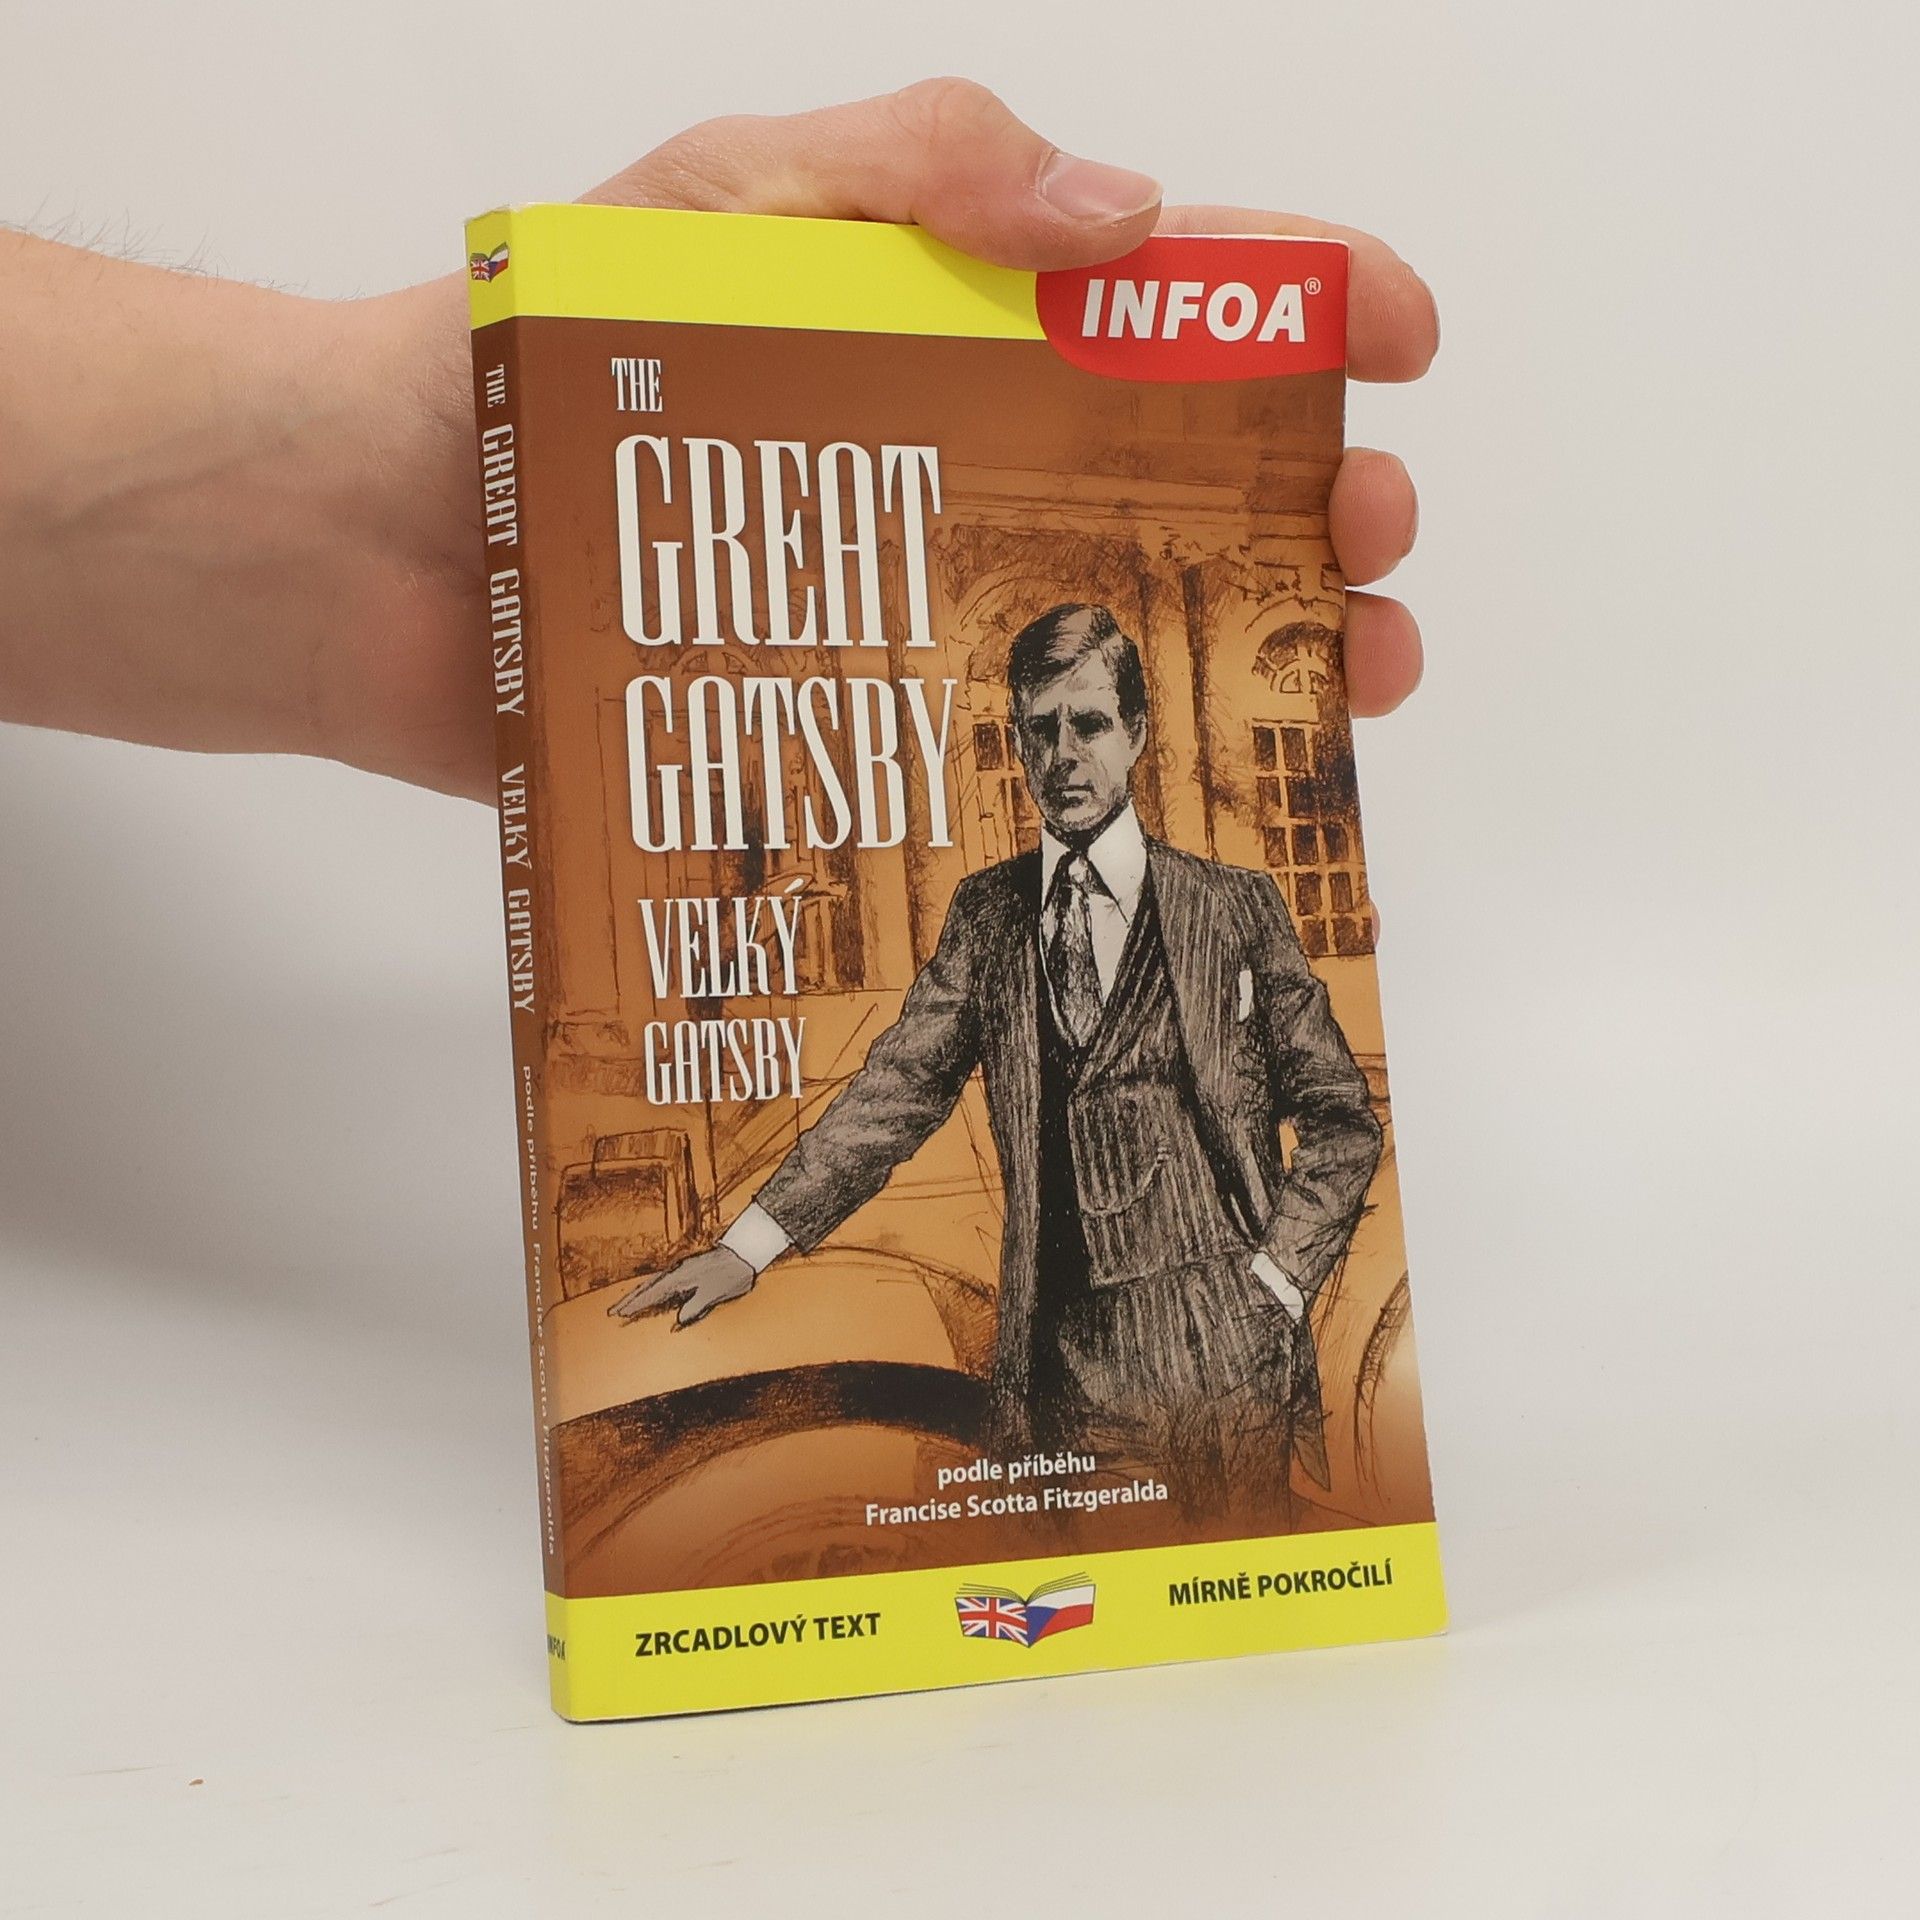 INFOA®
THE
GREAT
GATSBY
VELKÝ
GATSBY
podle příběhu
Francise Scotta Fitzgeralda
ZRCADLOVÝ TEXT
MÍRNĚ POKROČILÍ
THE GREAT GATSBY VELKÝ GATSBY podle příběhu Francise Scotta Fitzgeralda
INFOA